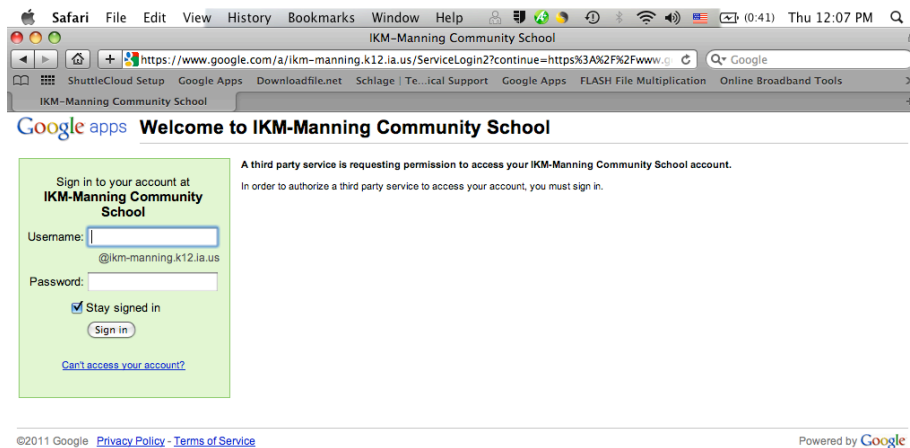 Safari File Edit View History Bookmarks Window Help (0:41) Thu 12:07 PM
IKM-Manning Community School
https://www.google.com/a/ikm-manning.k12.ia.us/ServiceLogin2?continue=https%3A%2F%2Fwww.g Google
ShuttleCloud Setup Google Apps Downloadfile.net Schlage | Te...ical Support Google Apps FLASH File Multiplication Online Broadband Tools
IKM-Manning Community School
Google apps Welcome to IKM-Manning Community School
A third party service is requesting permission to access your IKM-Manning Community School account.
In order to authorize a third party service to access your account, you must sign in.
Sign in to your account at
IKM-Manning Community
School
Username:
@ikm-manning.k12.ia.us
Password:
Stay signed in
Sign in
Can't access your account?
©2011 Google Privacy Policy - Terms of Service Powered by Google